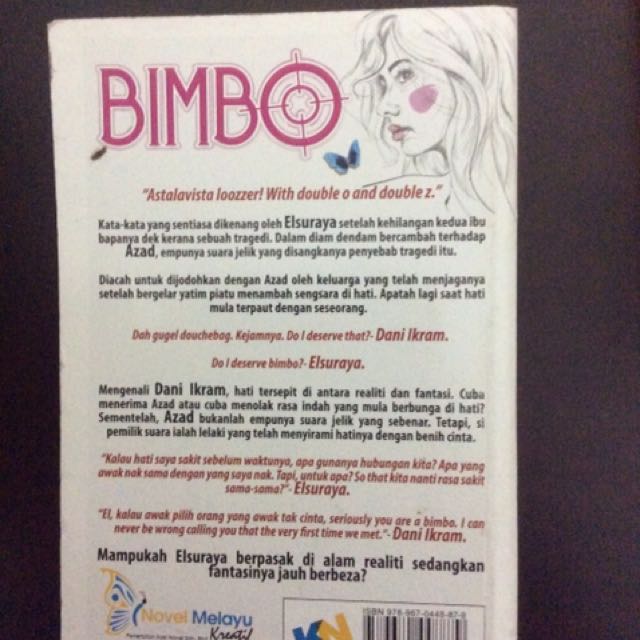 BIMBO
"Astalavista loozzer! With double o and double z."
Kata-kata yang sentiasa dikenang oleh Elsuraya setelah kehilangan kedua ibu
bapanya dek kerana sebuah tragedi. Dalam diam dendam bercambah terhadap
Azad, empunya suara jelik yang disangkanya penyebab tragedi itu.
Diacah untuk dijodohkan dengan Azad oleh keluarga yang telah menjaganya
setelah bergelar yatim piatu menambah sengsara di hati. Apatah lagi saat hati
mula terpaut dengan seseorang.
Dah gugel douchebag. Kejamnya. Do I deserve that?- Dani Ikram.
Do I deserve bimbo?- Elsuraya.
Mengenali Dani Ikram, hati tersepit di antara realiti dan fantasi. Cuba
menerima Azad atau cuba menolak rasa indah yang mula berbunga di hati?
Sementelah, Azad bukanlah empunya suara jelik yang sebenar. Tetapi, si
pemilik suara ialah lelaki yang telah menyirami hatinya dengan benih cinta.
"Kalau hati saya sakit sebelum waktunya, apa gunanya hubungan kita? Apa yang
awak nak sama dengan yang saya nak. Tapi, untuk apa? So that kita nanti rasa sakit
sama-sama?"- Elsuraya.
"El, kalau awak pilih orang yang awak tak cinta, seriously you are a bimbo. I can
never be wrong calling you that the very first time we met."- Dani Ikram.
Mampukah Elsuraya berpasak di alam realiti sedangkan
fantasinya jauh berbeza?
Novel Melayu
Kreatif
KN
ISBN 978-967-0448-87-9